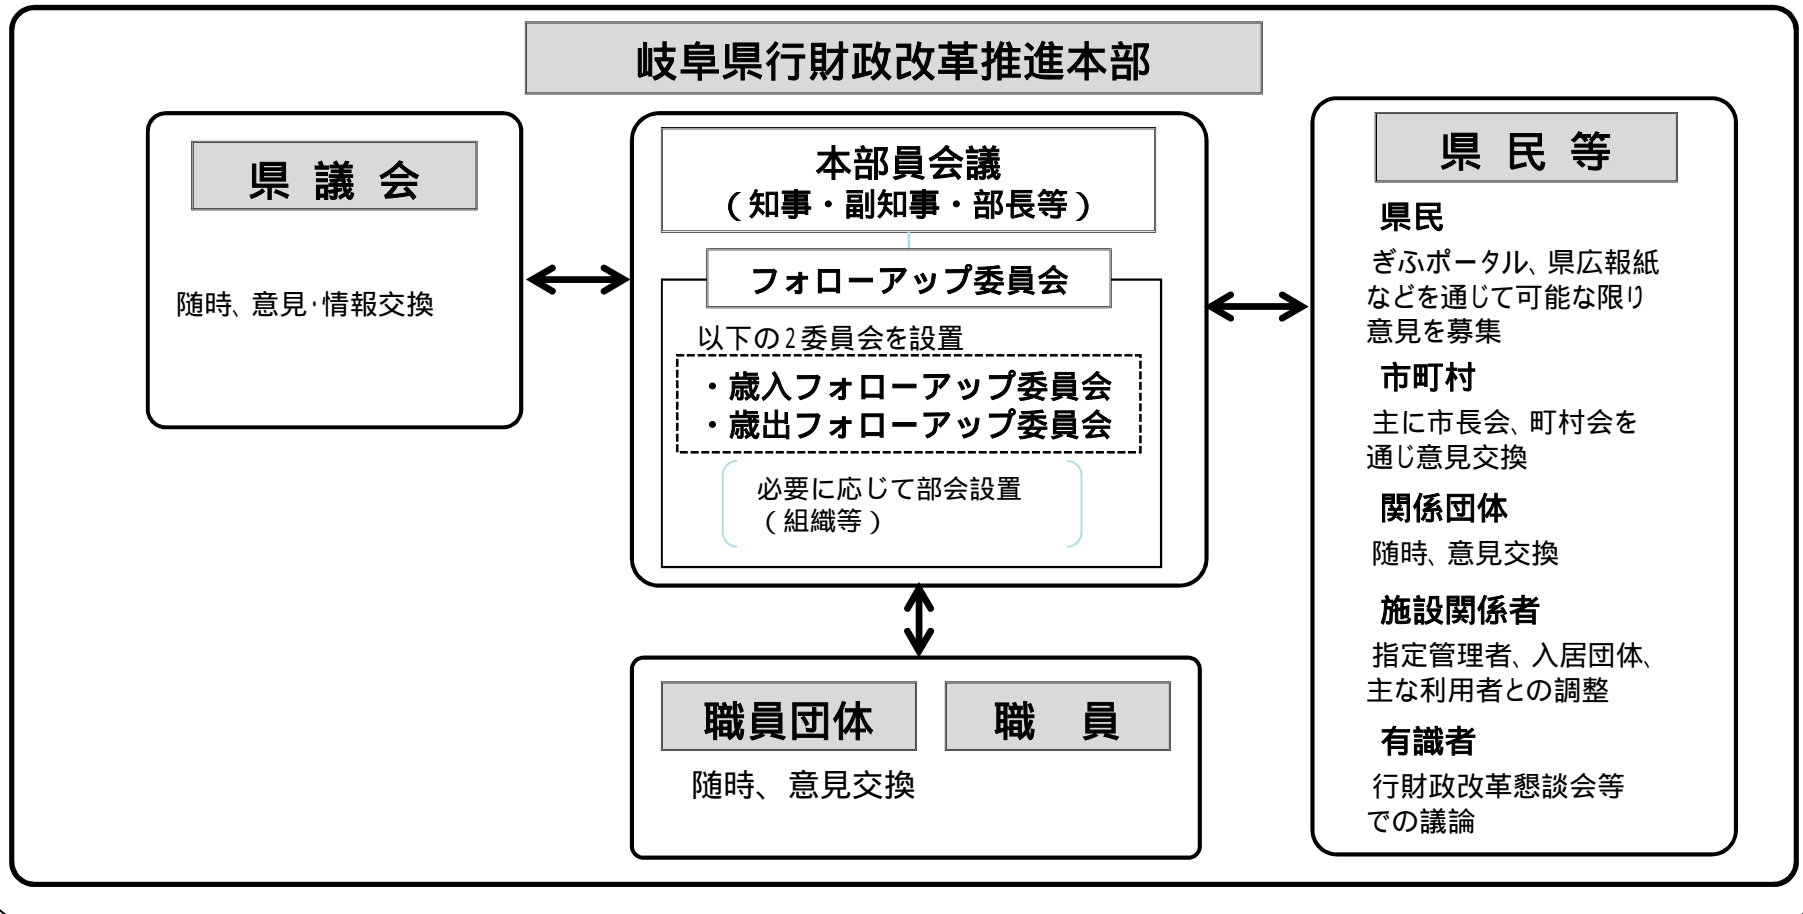 岐阜県行財政改革推進本部
県 議 会
随時、意見・情報交換
本部員会議
（知事・副知事・部長等）
フォローアップ委員会
以下の2委員会を設置
・歳入フォローアップ委員会
・歳出フォローアップ委員会
必要に応じて部会設置
（組織等）
職員団体
職　員
随時、意見交換
県 民 等
県民
ぎふポータル、県広報紙
などを通じて可能な限り
意見を募集
市町村
主に市長会、町村会を
通じ意見交換
関係団体
随時、意見交換
施設関係者
指定管理者、入居団体、
主な利用者との調整
有識者
行財政改革懇談会等
での議論